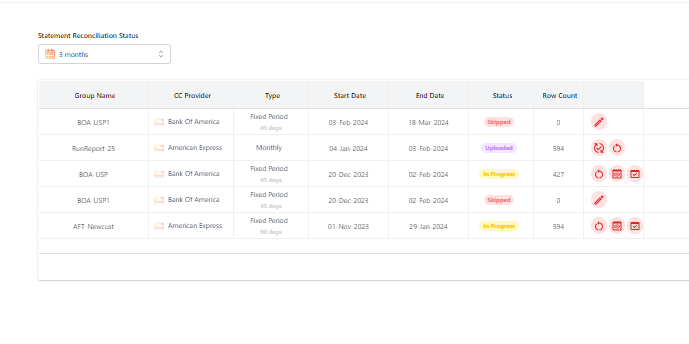 Statement Reconciliation Status
3 months
Group Name CC Provider Type Start Date End Date Status Row Count
BOA-USP1 Bank Of America Fixed Period 45 days 03-Feb-2024 18-Mar-2024 Skipped 0
RunReport-25 American Express Monthly 04-Jan-2024 03-Feb-2024 Uploaded 594
BOA-USP Bank Of America Fixed Period 45 days 20-Dec-2023 02-Feb-2024 In Progress 427
BOA-USP1 Bank Of America Fixed Period 45 days 20-Dec-2023 02-Feb-2024 Skipped 0
AFT-Newcust American Express Fixed Period 90 days 01-Nov-2023 29-Jan-2024 In Progress 594